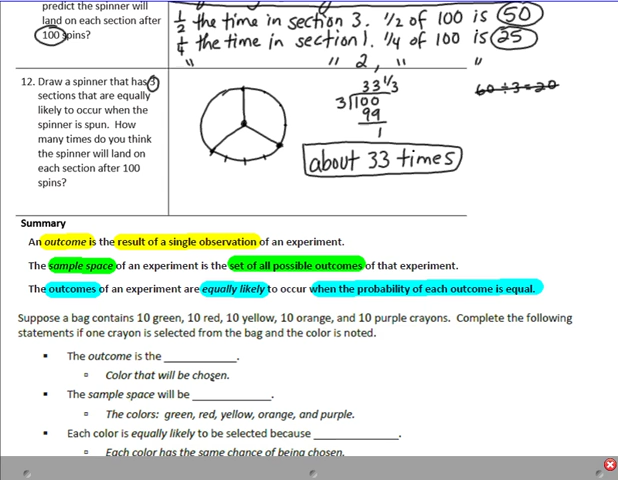 predict the spinner will
land on each section after
100 spins?
1/2 the time in section 3. 1/2 of 100 is 50
1/4 the time in section 1. 1/4 of 100 is 25
" " 2, " "
12. Draw a spinner that has 3
sections that are equally
likely to occur when the
spinner is spun. How
many times do you think
the spinner will land on
each section after 100
spins?
33 1/3
3)100
99
1
60 ÷ 3 = 20
about 33 times
Summary
An outcome is the result of a single observation of an experiment.
The sample space of an experiment is the set of all possible outcomes of that experiment.
The outcomes of an experiment are equally likely to occur when the probability of each outcome is equal.
Suppose a bag contains 10 green, 10 red, 10 yellow, 10 orange, and 10 purple crayons. Complete the following
statements if one crayon is selected from the bag and the color is noted.
▪ The outcome is the ____________.
▫ Color that will be chosen.
▪ The sample space will be _____________.
▫ The colors: green, red, yellow, orange, and purple.
▪ Each color is equally likely to be selected because ______________.
▫ Each color has the same chance of being chosen.